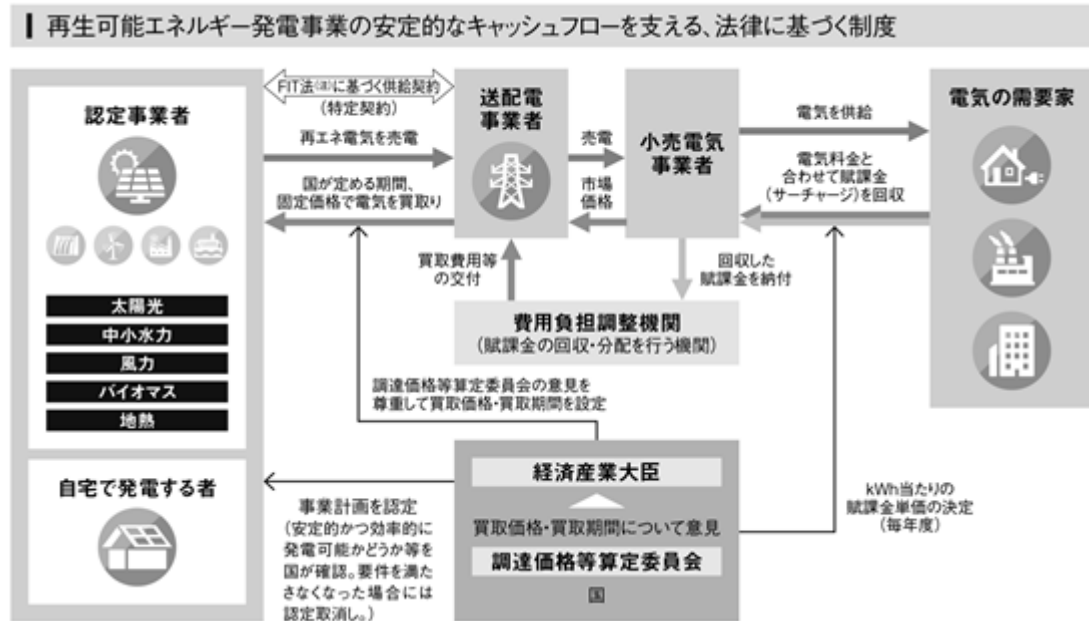 再生可能エネルギー発電事業の安定的なキャッシュフローを支える、法律に基づく制度
認定事業者
太陽光
中小水力
風力
バイオマス
地熱
自宅で発電する者
FIT法(注)に基づく供給契約
(特定契約)
再エネ電気を売電
国が定める期間、
固定価格で電気を買取り
送配電
事業者
売電
市場
価格
小売電気
事業者
電気を供給
電気料金と
合わせて賦課金
(サーチャージ)を回収
電気の需要家
買取費用等
の交付
回収した
賦課金を納付
費用負担調整機関
(賦課金の回収・分配を行う機関)
調達価格等算定委員会の意見を
尊重して買取価格・買取期間を設定
事業計画を認定
(安定的かつ効率的に
発電可能かどうか等を
国が確認。要件を満た
さなくなった場合には
認定取消し。)
経済産業大臣
買取価格・買取期間について意見
調達価格等算定委員会
国
kWh当たりの
賦課金単価の決定
(毎年度)